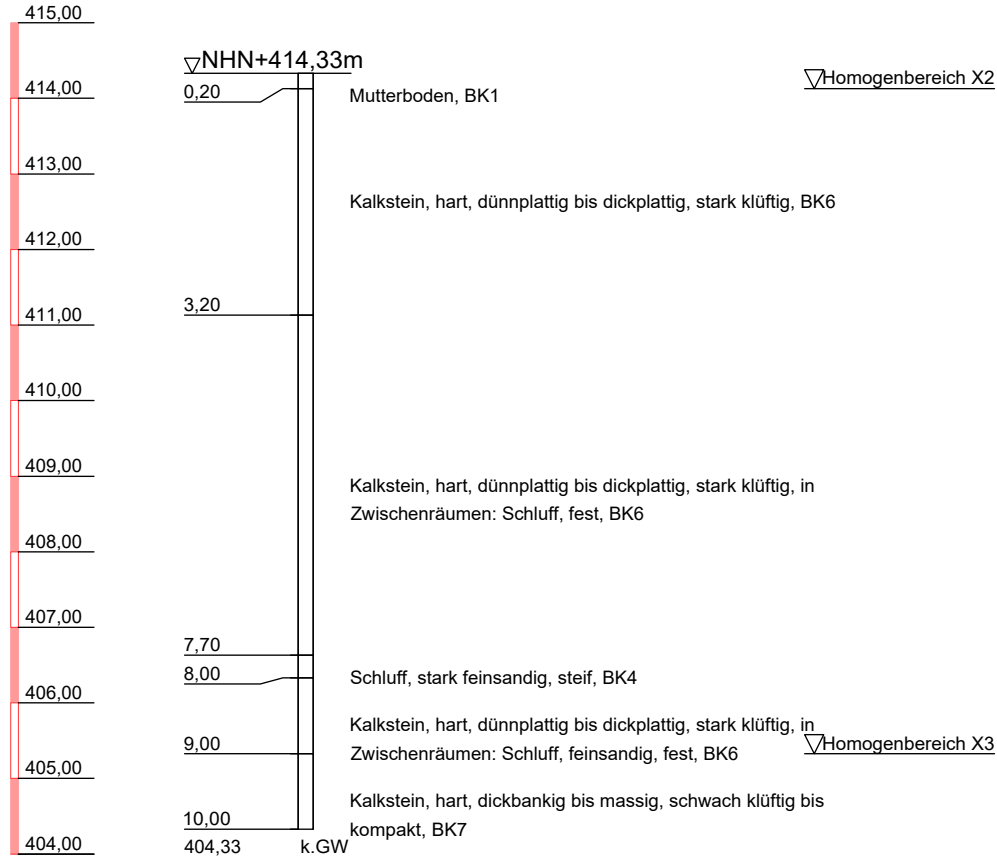 415,00
NHN+414,33m
Homogenbereich X2
0,20
Mutterboden, BK1
414,00
413,00
Kalkstein, hart, dünnplattig bis dickplattig, stark klüftig, BK6
412,00
3,20
411,00
410,00
409,00
Kalkstein, hart, dünnplattig bis dickplattig, stark klüftig, in
Zwischenräumen: Schluff, fest, BK6
408,00
407,00
7,70
8,00
Schluff, stark feinsandig, steif, BK4
406,00
Kalkstein, hart, dünnplattig bis dickplattig, stark klüftig, in
Zwischenräumen: Schluff, feinsandig, fest, BK6
9,00
Homogenbereich X3
405,00
Kalkstein, hart, dickbankig bis massig, schwach klüftig bis
kompakt, BK7
10,00
404,00
404,33
k.GW